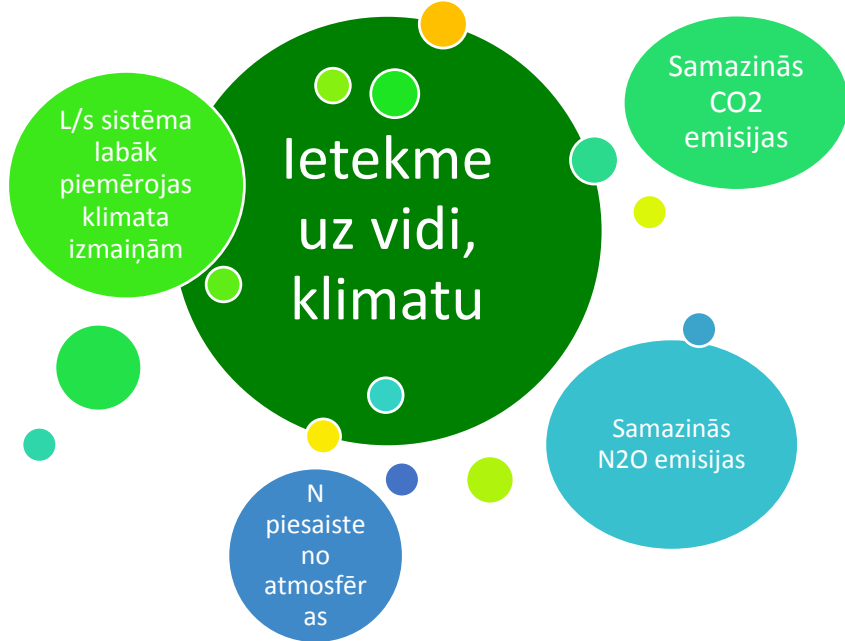 Ietekme
uz vidi,
klimatu
L/s sistēma
labāk
piemērojas
klimata
izmaiņām
Samazinās
CO2
emisijas
Samazinās
N2O emisijas
N
piesaiste
no
atmosfēr
as